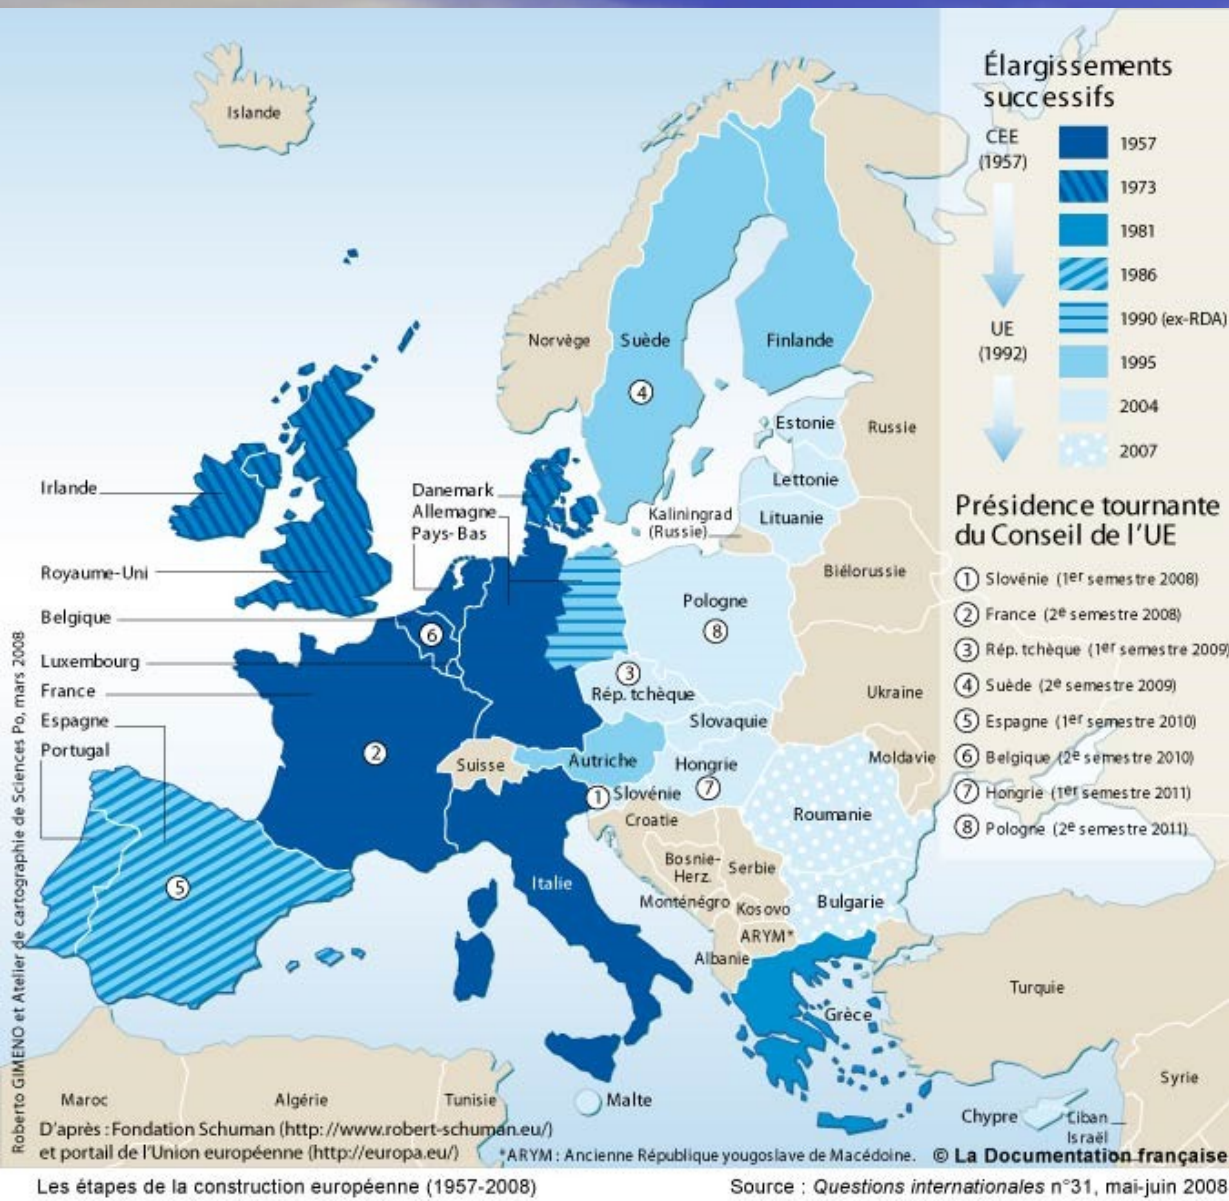 Élargissements
successifs
CEE
(1957)
UE
(1992)
1957
1973
1981
1986
1990 (ex-RDA)
1995
2004
2007
Présidence tournante
du Conseil de l'UE
1 Slovénie (1er semestre 2008)
2 France (2e semestre 2008)
3 Rép. tchèque (1er semestre 2009)
4 Suède (2e semestre 2009)
5 Espagne (1er semestre 2010)
6 Belgique (2e semestre 2010)
7 Hongrie (1er semestre 2011)
8 Pologne (2e semestre 2011)
Islande
Norvège
Suède
4
Finlande
Estonie
Russie
Lettonie
Lituanie
Kaliningrad
(Russie)
Biélorussie
Irlande
Royaume-Uni
Belgique
Luxembourg
France
Espagne
Portugal
Danemark
Allemagne
Pays-Bas
6
Pologne
8
3
Rép. tchèque
Ukraine
Slovaquie
Moldavie
2
Suisse
Autriche
Hongrie
7
1 Slovénie
Croatie
Roumanie
Bosnie-
Herz.
Serbie
Italie
5
Monténégro
Kosovo
Bulgarie
ARYM*
Albanie
Grèce
Turquie
Maroc
Algérie
Tunisie
Malte
Chypre
Syrie
Liban
Israël
Roberto GIMENO et Atelier de cartographie de Sciences Po, mars 2008
D'après : Fondation Schuman (http://www.robert-schuman.eu/)
et portail de l'Union européenne (http://europa.eu/)
*ARYM : Ancienne République yougoslave de Macédoine.
© La Documentation française
Les étapes de la construction européenne (1957-2008)
Source : Questions internationales n°31, mai-juin 2008